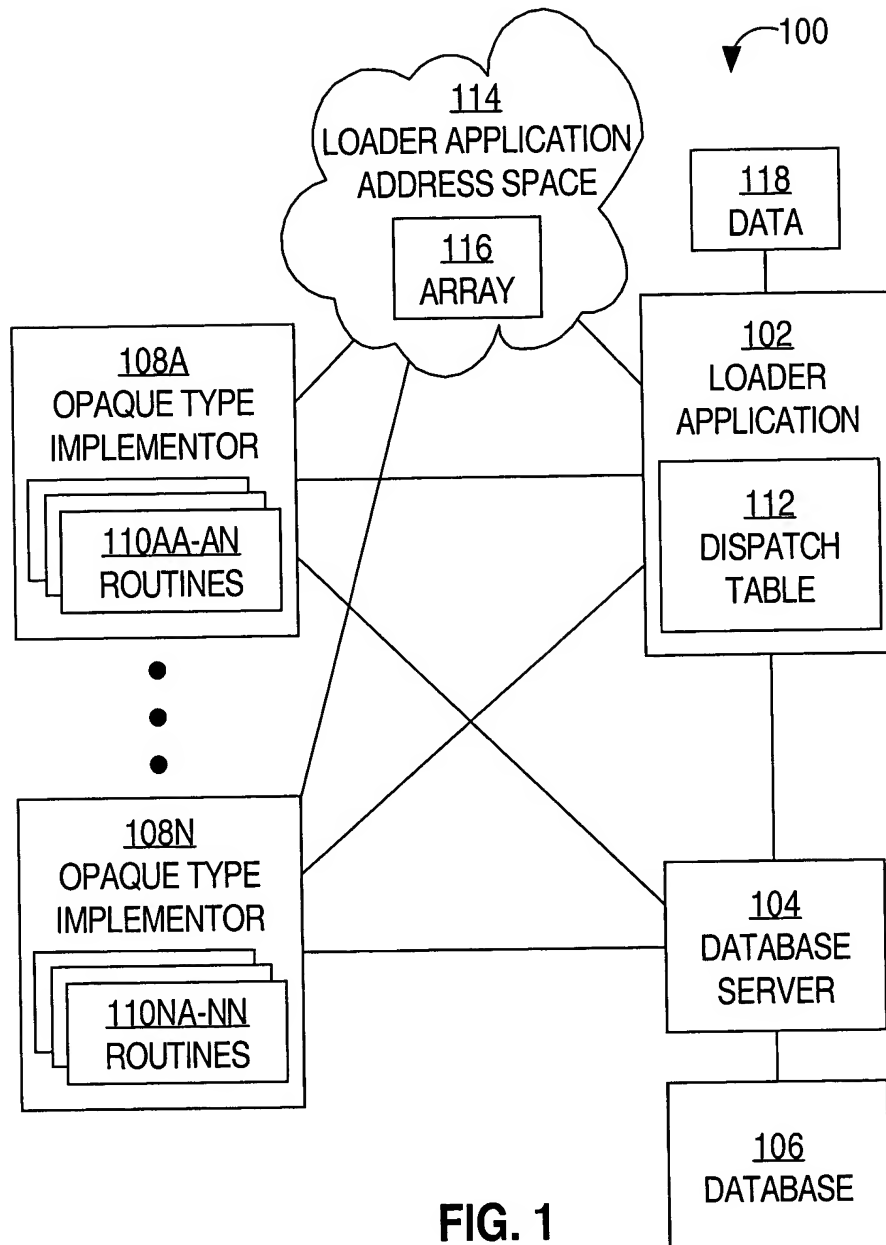 100
114
LOADER APPLICATION
ADDRESS SPACE
116
ARRAY
118
DATA
108A
OPAQUE TYPE
IMPLEMENTOR
110AA-AN
ROUTINES
102
LOADER
APPLICATION
112
DISPATCH
TABLE
108N
OPAQUE TYPE
IMPLEMENTOR
110NA-NN
ROUTINES
104
DATABASE
SERVER
106
DATABASE
FIG. 1